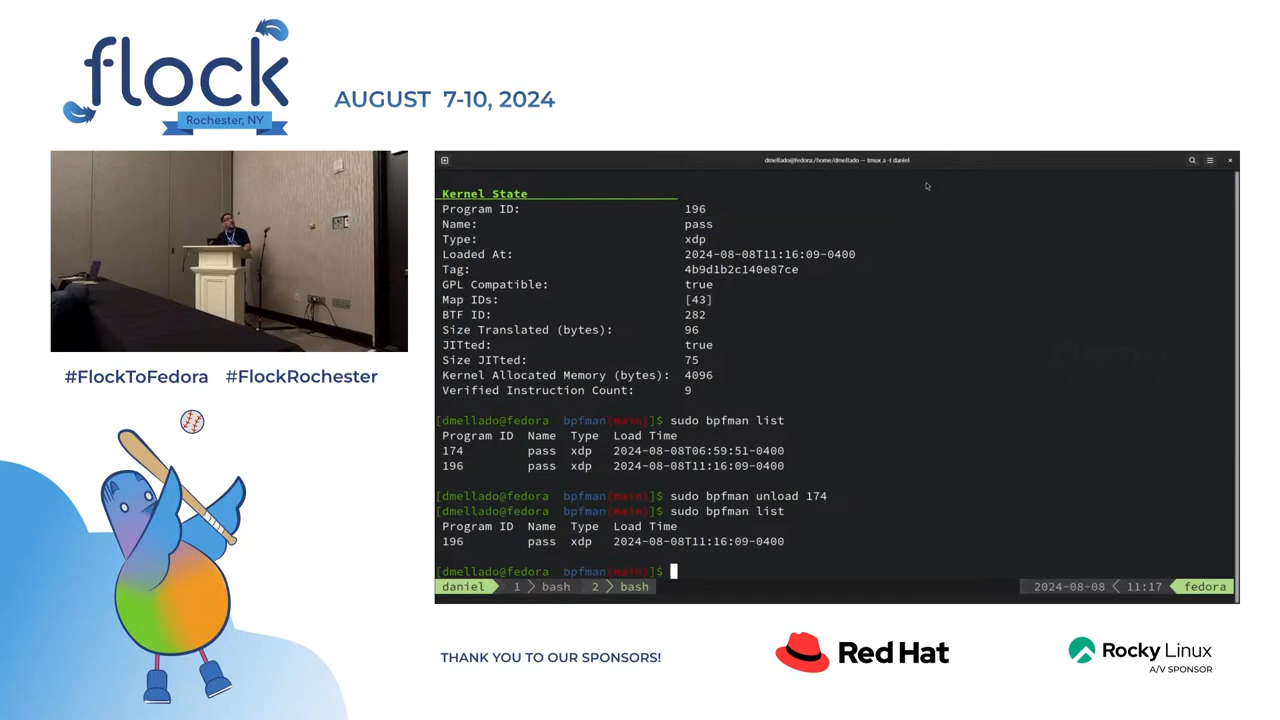 flock
Rochester, NY
AUGUST 7-10, 2024
dmellado@fedora:/home/dmellado — tmux a -t daniel
Kernel State
Program ID: 196
Name: pass
Type: xdp
Loaded At: 2024-08-08T11:16:09-0400
Tag: 4b9d1b2c140e87ce
GPL Compatible: true
Map IDs: [43]
BTF ID: 282
Size Translated (bytes): 96
JITted: true
Size JITted: 75
Kernel Allocated Memory (bytes): 4096
Verified Instruction Count: 9
[dmellado@fedora bpfman(main)]$ sudo bpfman list
Program ID Name Type Load Time
174 pass xdp 2024-08-08T06:59:51-0400
196 pass xdp 2024-08-08T11:16:09-0400
[dmellado@fedora bpfman(main)]$ sudo bpfman unload 174
[dmellado@fedora bpfman(main)]$ sudo bpfman list
Program ID Name Type Load Time
196 pass xdp 2024-08-08T11:16:09-0400
[dmellado@fedora bpfman(main)]$
daniel 1 bash 2 bash 2024-08-08 11:17 fedora
#FlockToFedora #FlockRochester
THANK YOU TO OUR SPONSORS!
Red Hat
Rocky Linux
A/V SPONSOR